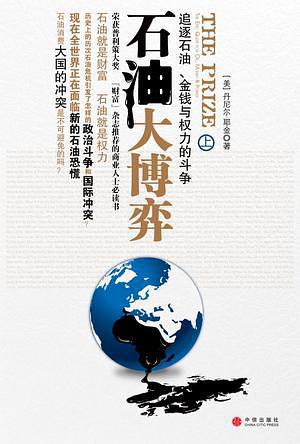 THE PRIZE
上
[美] 丹尼尔·耶金 著
追逐石油、金钱与权力的斗争
石油大博弈
荣获普利策大奖 《财富》杂志推荐的商业人士必读书
石油就是财富 石油就是权力
历史上的历次石油危机引发了怎样的政治斗争和国际冲突？
现在全世界正在面临新的石油恐慌
石油消费大国的冲突是不可避免的吗？
中信出版社
CHINA CITIC PRESS